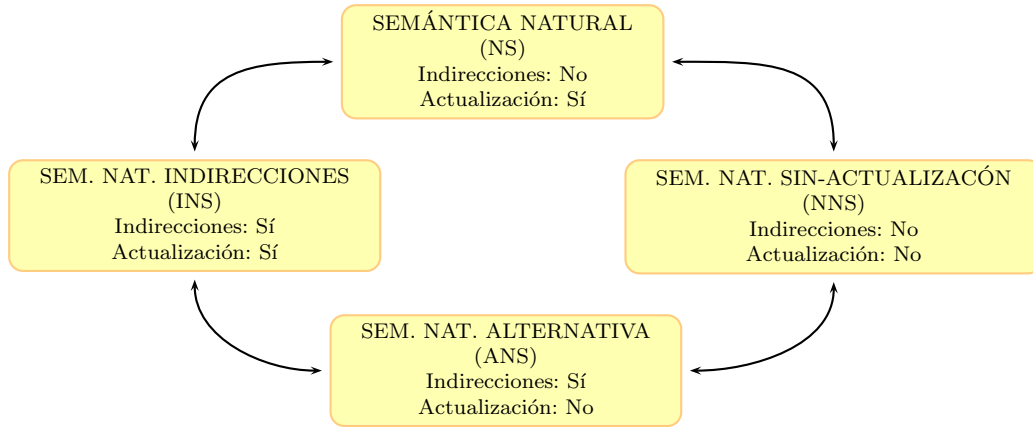 SEMÁNTICA NATURAL
(NS)
Indirecciones: No
Actualización: Sí
SEM. NAT. INDIRECCIONES
(INS)
Indirecciones: Sí
Actualización: Sí
SEM. NAT. SIN-ACTUALIZACÓN
(NNS)
Indirecciones: No
Actualización: No
SEM. NAT. ALTERNATIVA
(ANS)
Indirecciones: Sí
Actualización: No